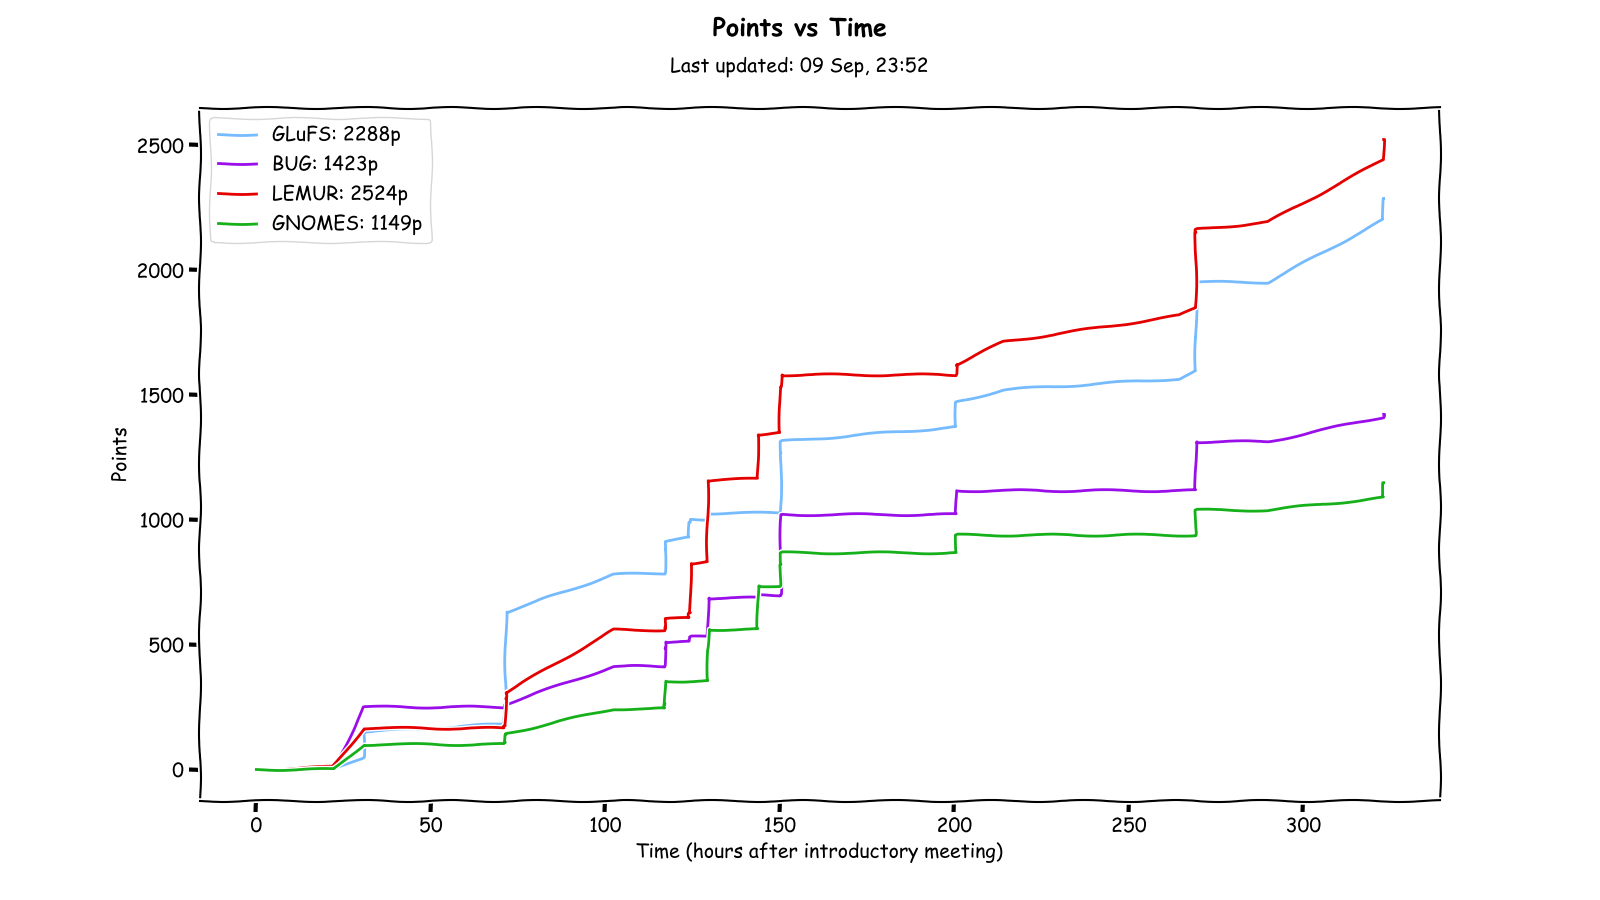 Points vs Time
Last updated: 09 Sep, 23:52
GLuFS: 2288p
BUG: 1423p
LEMUR: 2524p
GNOMES: 1149p
2500
2000
1500
1000
500
0
Points
0 50 100 150 200 250 300
Time (hours after introductory meeting)